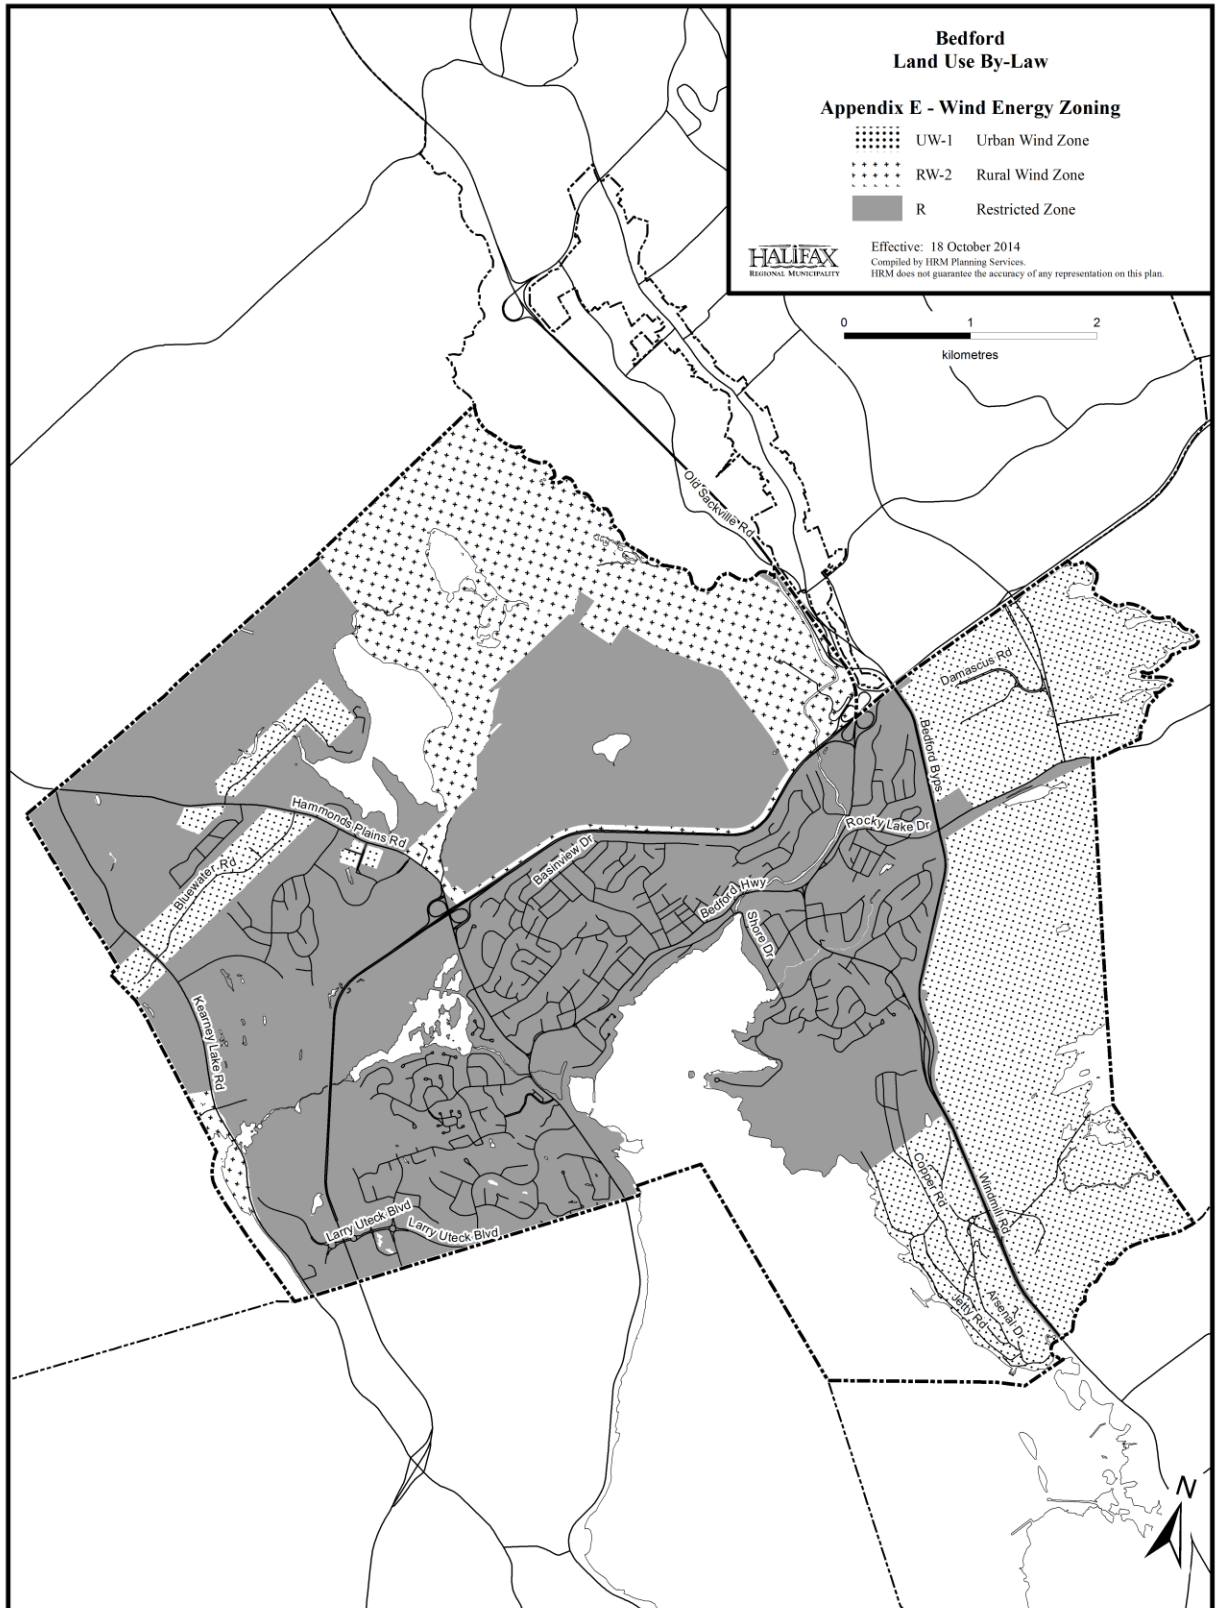 Bedford
Land Use By-Law
Appendix E - Wind Energy Zoning
UW-1 Urban Wind Zone
RW-2 Rural Wind Zone
R Restricted Zone
HALIFAX
REGIONAL MUNICIPALITY
Effective: 18 October 2014
Compiled by HRM Planning Services.
HRM does not guarantee the accuracy of any representation on this plan.
0 1 2
kilometres
Old Sackville Rd
Damascus Rd
Bedford Byps
Hammonds Plains Rd
Rocky Lake Dr
Basinview Dr
Bluewater Rd
Bedford Hwy
Shore Dr
Kearney Lake Rd
Copper Rd
Windmill Rd
Larry Uteck Blvd
Larry Uteck Blvd
Jetty Rd
Arsenal Dr
N